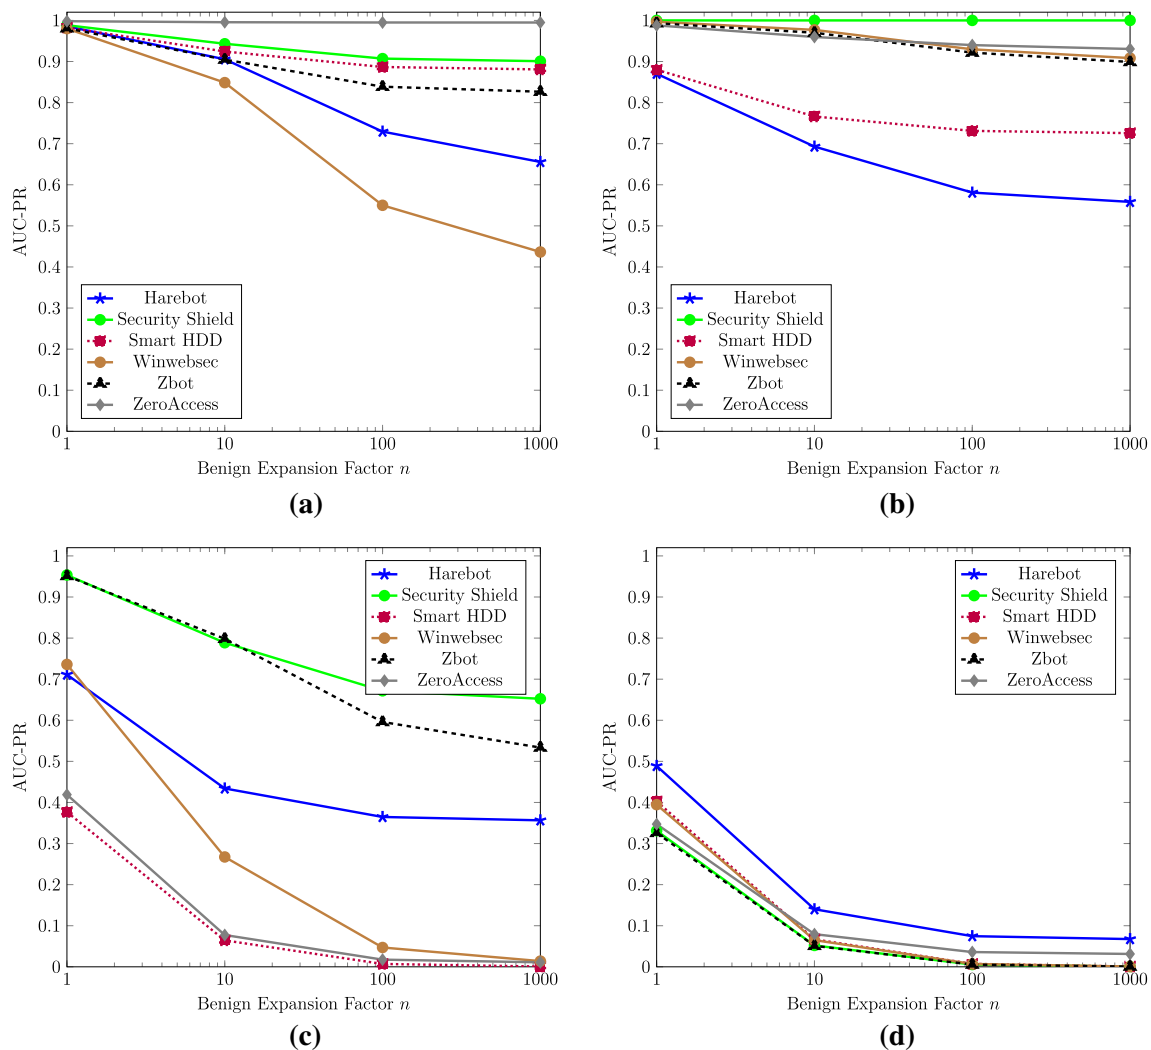 1
0.9
0.8
0.7
0.6
0.5
0.4
0.3
0.2
0.1
0
AUC-PR
Harebot
Security Shield
Smart HDD
Winwebsec
Zbot
ZeroAccess
1 10 100 1000
Benign Expansion Factor n
(a)
1
0.9
0.8
0.7
0.6
0.5
0.4
0.3
0.2
0.1
0
AUC-PR
Harebot
Security Shield
Smart HDD
Winwebsec
Zbot
ZeroAccess
1 10 100 1000
Benign Expansion Factor n
(b)
1
0.9
0.8
0.7
0.6
0.5
0.4
0.3
0.2
0.1
0
AUC-PR
Harebot
Security Shield
Smart HDD
Winwebsec
Zbot
ZeroAccess
1 10 100 1000
Benign Expansion Factor n
(c)
1
0.9
0.8
0.7
0.6
0.5
0.4
0.3
0.2
0.1
0
AUC-PR
Harebot
Security Shield
Smart HDD
Winwebsec
Zbot
ZeroAccess
1 10 100 1000
Benign Expansion Factor n
(d)